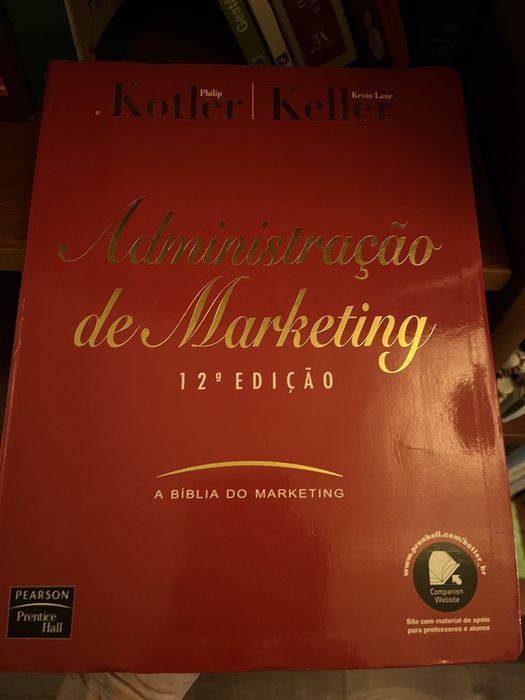 Philip
Kotler
Kevin Lane
Keller
Administração
de Marketing
12ª EDIÇÃO
A BÍBLIA DO MARKETING
www.prenhall.com/kotler_br
Companion
Website
Site com material de apoio
para professores e alunos
PEARSON
Prentice
Hall